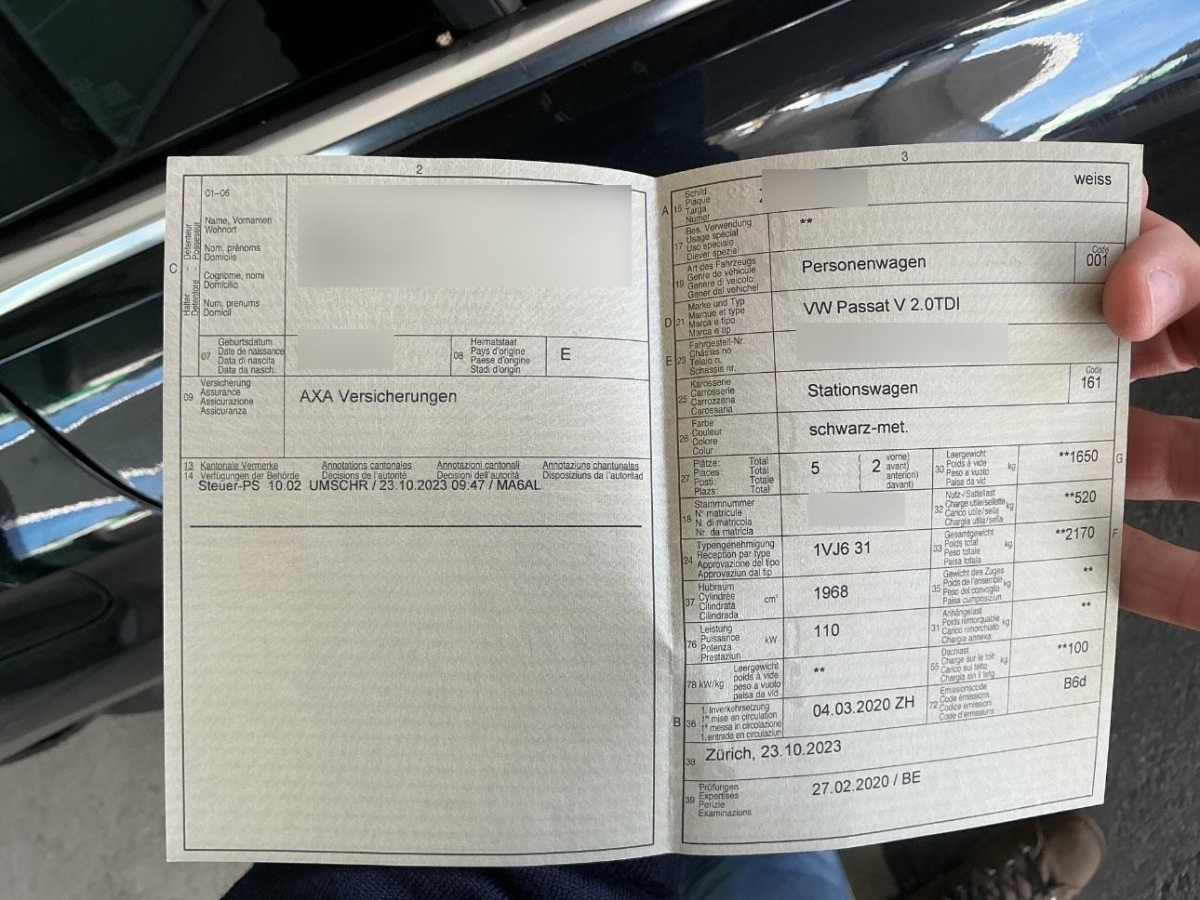 2
01–06
Name, Vornamen
Wohnort
Nom, prénoms
Domicile
Cognome, nomi
Domicilio
Num, prenums
Domicil
C
Halter Détenteur
Detentore Possessur
07
Geburtsdatum
Date de naissance
Data di nascita
Data da nasch.
08
Heimatstaat
Pays d'origine
Paese d'origine
Stadi d'origin
E
09
Versicherung
Assurance
Assicurazione
Assicuranza
AXA Versicherungen
13 Kantonale Vermerke Annotations cantonales Annotazioni cantonali Annotaziuns chantunalas
14 Verfügungen der Behörde Décisions de l'autorité Decisioni dell'autorità Disposiziuns da l'autoritad
Steuer-PS 10.02 UMSCHR / 23.10.2023 09:47 / MA6AL
3
A 15
Schild
Plaque
Targa
Numer
weiss
17
Bes. Verwendung
Usage spécial
Uso speciale
Diever spezial
**
19
Art des Fahrzeugs
Genre de véhicule
Genere di veicolo
Gener dal vehichel
Personenwagen
Code
001
D 21
Marke und Typ
Marque et type
Marca e tipo
Marca e tip
VW Passat V 2.0TDI
E 23
Fahrgestell-Nr.
Châssis no
Telaio n.
Schassis nr.
25
Karosserie
Carrosserie
Carrozzeria
Carossaria
Stationswagen
Code
161
26
Farbe
Couleur
Colore
Colur
schwarz-met.
27
Plätze: Total
Places: Total
Posti: Totale
Plazs: Total
5
( 2 vorne)
avant)
anteriori)
davant)
30
Leergewicht
Poids à vide kg
Peso a vuoto
Paisa da vid
**1650
G
18
Stammnummer
N° matricule
N. di matricola
Nr. da matricla
32
Nutz-/Sattellast
Charge utile/sellette kg
Carico utile/sella
Chargia utila/sella
**520
24
Typengenehmigung
Réception par type
Approvazione del tipo
Approvaziun dal tip
1VJ6 31
33
Gesamtgewicht
Poids total kg
Peso totale
Paisa totala
**2170
F
37
Hubraum
Cylindrée cm³
Cilindrata
Cilindrada
1968
35
Gewicht des Zuges
Poids de l'ensemble kg
Peso del convoglio
Paisa cumposiziun
**
76
Leistung
Puissance kW
Potenza
Prestaziun
110
31
Anhängelast
Poids remorquable kg
Carico rimorchiato
Chargia annexa
**
78 kW/kg
Leergewicht
poids à vide
peso a vuoto
paisa da vid
**
55
Dachlast
Charge sur le toit kg
Carico sul tetto
Chargia sin il tetg
**100
B 36
1. Inverkehrsetzung
1re mise en circulation
1a messa in circolazione
1. entrada en circulaziun
04.03.2020 ZH
72
Emissionscode
Code émissions
Codice emissioni
Code d'emissiuns
B6d
38
Zürich, 23.10.2023
39
Prüfungen
Expertises
Perizie
Examinaziuns
27.02.2020 / BE